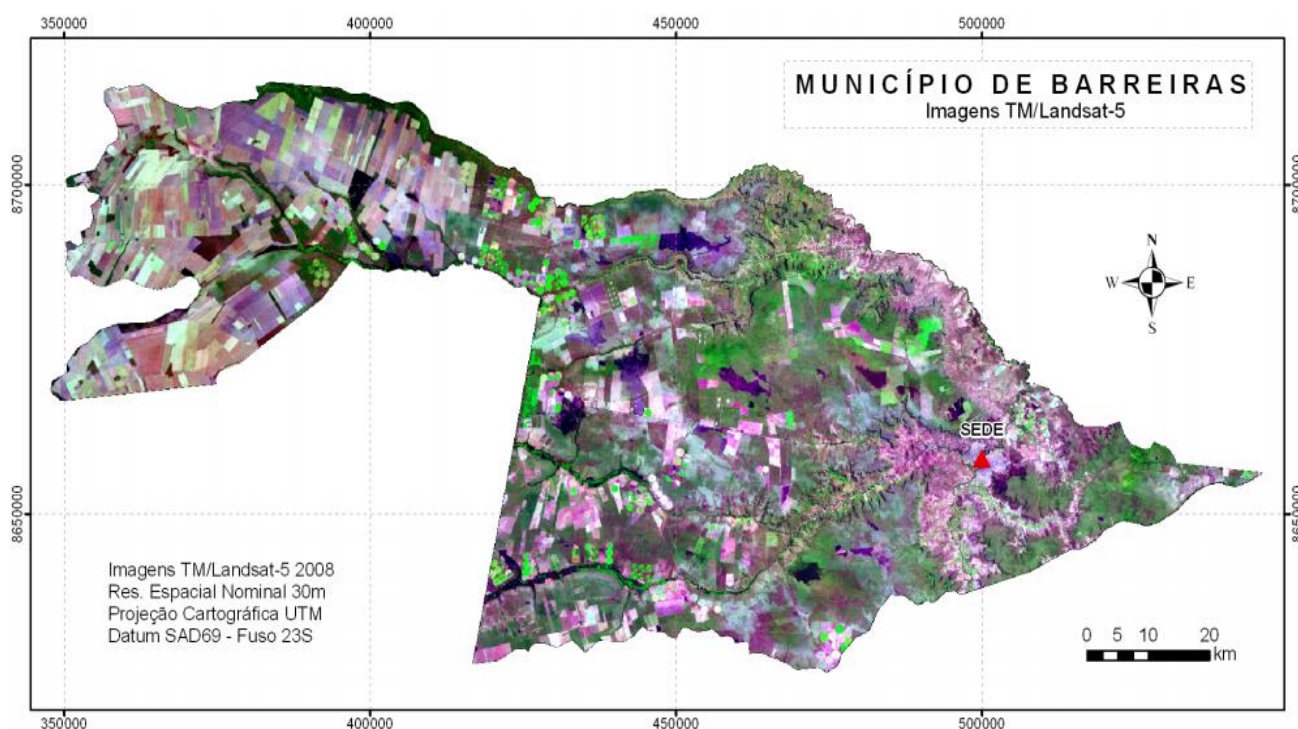 350000 400000 450000 500000
MUNICÍPIO DE BARREIRAS
Imagens TM/Landsat-5
8700000 8700000
N
W E
S
SEDE
8650000 8650000
Imagens TM/Landsat-5 2008
Res. Espacial Nominal 30m
Projeção Cartográfica UTM
Datum SAD69 - Fuso 23S
0 5 10 20
km
350000 400000 450000 500000